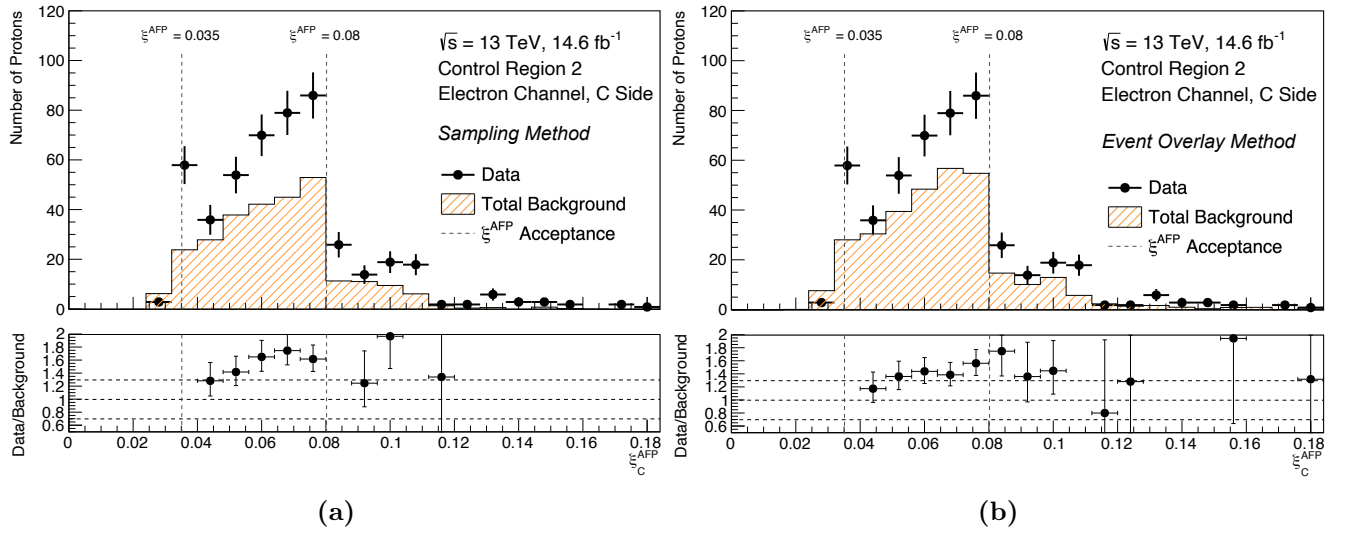 Number of Protons
120
100
80
60
40
20
0
ξ^AFP = 0.035
ξ^AFP = 0.08
√s = 13 TeV, 14.6 fb⁻¹
Control Region 2
Electron Channel, C Side
Sampling Method
Data
Total Background
ξ^AFP Acceptance
Data/Background
2
1.8
1.6
1.4
1.2
1
0.8
0.6
0 0.02 0.04 0.06 0.08 0.1 0.12 0.14 0.16 0.18
ξ_C^AFP
(a)
Number of Protons
120
100
80
60
40
20
0
ξ^AFP = 0.035
ξ^AFP = 0.08
√s = 13 TeV, 14.6 fb⁻¹
Control Region 2
Electron Channel, C Side
Event Overlay Method
Data
Total Background
ξ^AFP Acceptance
Data/Background
2
1.8
1.6
1.4
1.2
1
0.8
0.6
0 0.02 0.04 0.06 0.08 0.1 0.12 0.14 0.16 0.18
ξ_C^AFP
(b)